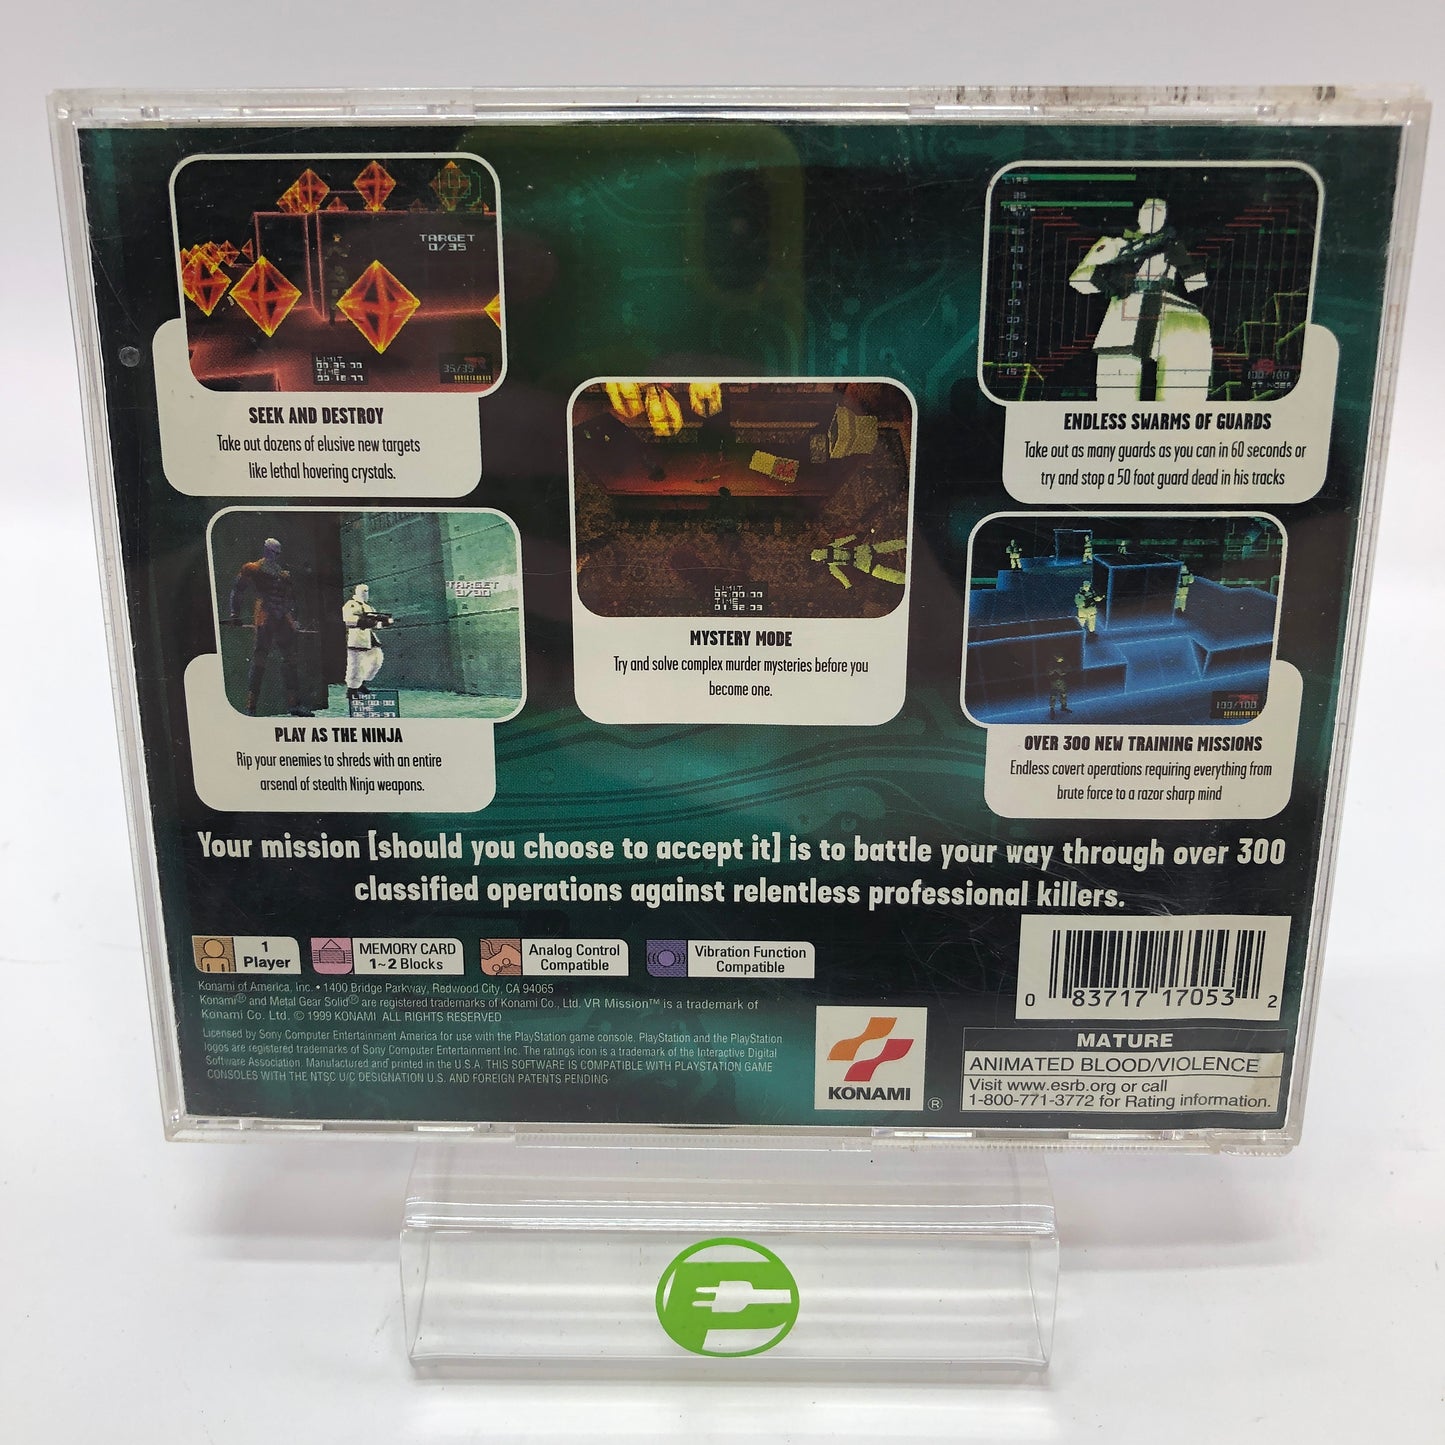 TARGET
0/35
LIMIT
00:35:00
TIME
00:16:77
35/35
SEEK AND DESTROY
Take out dozens of elusive new targets
like lethal hovering crystals.
LIFE
100/100
STINGER
ENDLESS SWARMS OF GUARDS
Take out as many guards as you can in 60 seconds or
try and stop a 50 foot guard dead in his tracks
LIMIT
05:00:00
TIME
01:32:03
MYSTERY MODE
Try and solve complex murder mysteries before you
become one.
TARGET
LIMIT
05:00:00
TIME
PLAY AS THE NINJA
Rip your enemies to shreds with an entire
arsenal of stealth Ninja weapons.
100/100
OVER 300 NEW TRAINING MISSIONS
Endless covert operations requiring everything from
brute force to a razor sharp mind
Your mission [should you choose to accept it] is to battle your way through over 300
classified operations against relentless professional killers.
1
Player
MEMORY CARD
1~2 Blocks
Analog Control
Compatible
Vibration Function
Compatible
Konami of America, Inc. • 1400 Bridge Parkway, Redwood City, CA 94065
Konami® and Metal Gear Solid® are registered trademarks of Konami Co., Ltd. VR Mission™ is a trademark of
Konami Co. Ltd. © 1999 KONAMI ALL RIGHTS RESERVED
Licensed by Sony Computer Entertainment America for use with the PlayStation game console. PlayStation and the PlayStation
logos are registered trademarks of Sony Computer Entertainment Inc. The ratings icon is a trademark of the Interactive Digital
Software Association. Manufactured and printed in the U.S.A. THIS SOFTWARE IS COMPATIBLE WITH PLAYSTATION GAME
CONSOLES WITH THE NTSC U/C DESIGNATION U.S. AND FOREIGN PATENTS PENDING
KONAMI
®
0 83717 17053 2
MATURE
ANIMATED BLOOD/VIOLENCE
Visit www.esrb.org or call
1-800-771-3772 for Rating information.